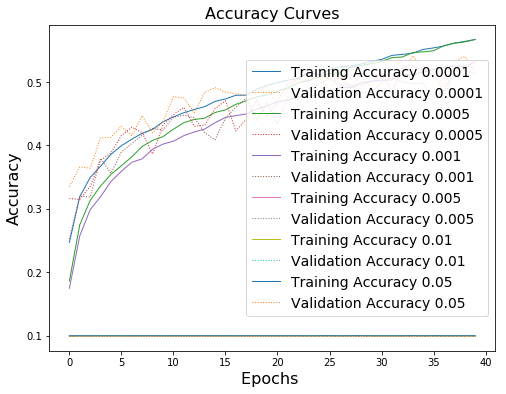 Accuracy Curves
Accuracy
0.5
0.4
0.3
0.2
0.1
Training Accuracy 0.0001
Validation Accuracy 0.0001
Training Accuracy 0.0005
Validation Accuracy 0.0005
Training Accuracy 0.001
Validation Accuracy 0.001
Training Accuracy 0.005
Validation Accuracy 0.005
Training Accuracy 0.01
Validation Accuracy 0.01
Training Accuracy 0.05
Validation Accuracy 0.05
0 5 10 15 20 25 30 35 40
Epochs